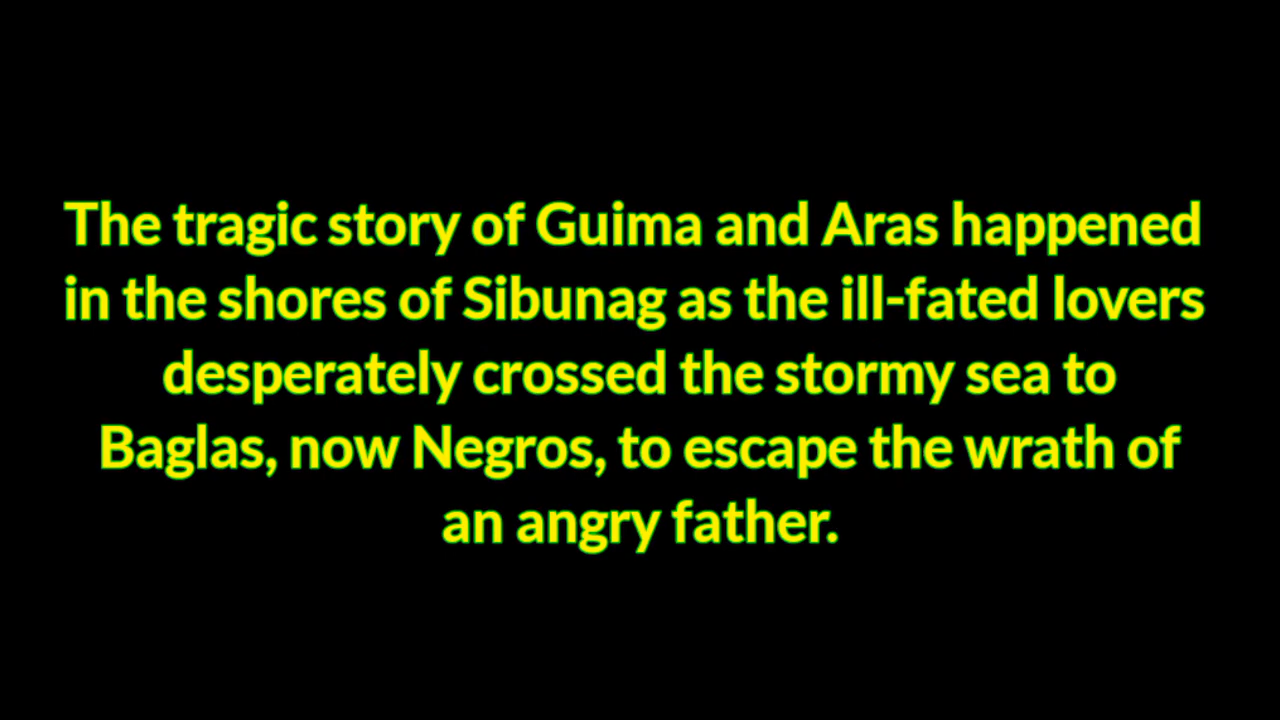 The tragic story of Guima and Aras happened
in the shores of Sibunag as the ill-fated lovers
desperately crossed the stormy sea to
Baglas, now Negros, to escape the wrath of
an angry father.